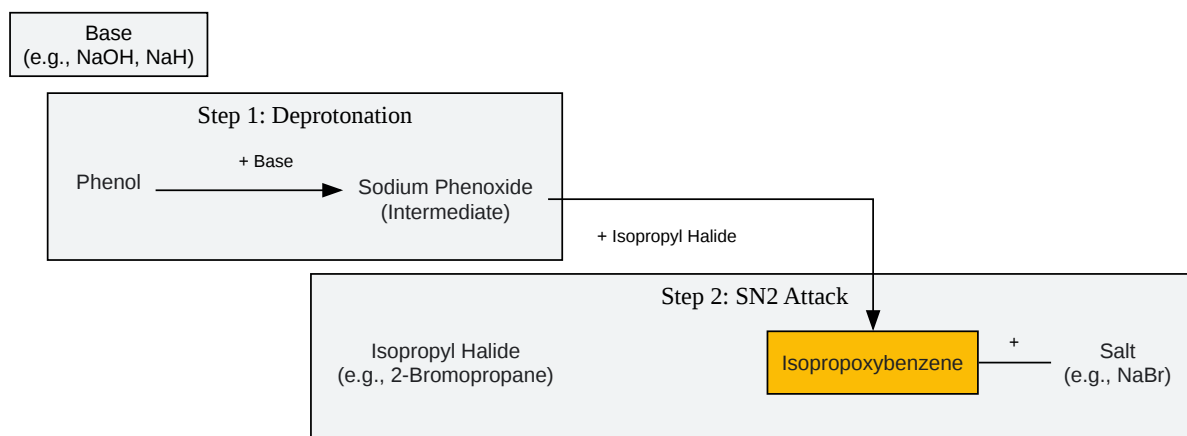 Base
(e.g., NaOH, NaH)
Step 1: Deprotonation
+ Base
Phenol
Sodium Phenoxide
(Intermediate)
+ Isopropyl Halide
Step 2: SN2 Attack
Isopropyl Halide
(e.g., 2-Bromopropane)
Isopropoxybenzene
+
Salt
(e.g., NaBr)